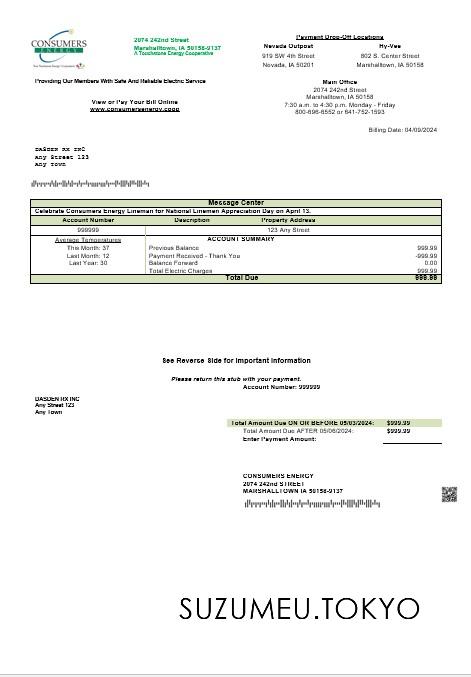 CONSUMERS
ENERGY
2074 242nd Street
Marshalltown, IA 50158-9137
A Touchstone Energy Cooperative
Payment Drop-Off Locations
Nevada Outpost
919 SW 4th Street
Nevada, IA 50201
Hy-Vee
802 S. Center Street
Marshalltown, IA 50158
Providing Our Members With Safe And Reliable Electric Service
Main Office
2074 242nd Street
Marshalltown, IA 50158
7:30 a.m. to 4:30 p.m. Monday - Friday
800-696-6552 or 641-752-1593
View or Pay Your Bill Online
www.consumersenergy.coop
Billing Date: 04/09/2024
DASDEN RX INC
Any Street 123
Any Town
Message Center
Celebrate Consumers Energy Lineman for National Linemen Appreciation Day on April 13.
Account Number Description Property Address
999999 123 Any Street
Average Temperatures
This Month: 37
Last Month: 12
Last Year: 30
ACCOUNT SUMMARY
Previous Balance 999.99
Payment Received - Thank You -999.99
Balance Forward 0.00
Total Electric Charges 999.99
Total Due 999.99
See Reverse Side for Important Information
Please return this stub with your payment.
Account Number: 999999
DASDEN RX INC
Any Street 123
Any Town
Total Amount Due ON OR BEFORE 05/03/2024: $999.99
Total Amount Due AFTER 05/06/2024: $999.99
Enter Payment Amount:
CONSUMERS ENERGY
2074 242nd STREET
MARSHALLTOWN IA 50158-9137
SUZUMEU.TOKYO